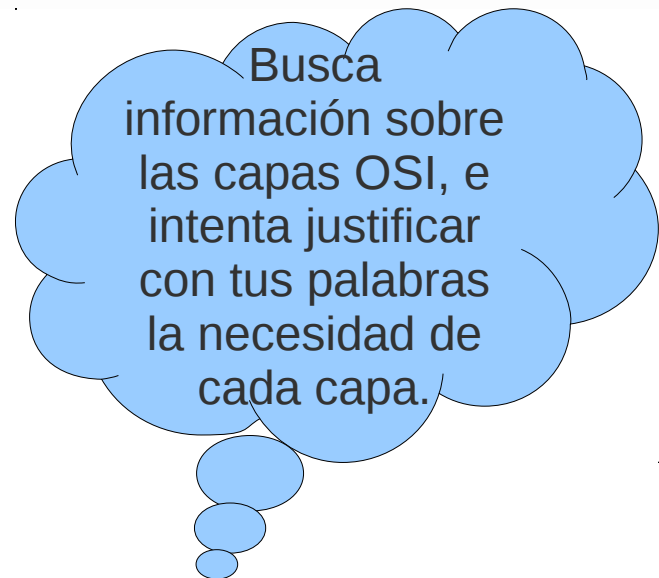 Busca
información sobre
las capas OSI, e
intenta justificar
con tus palabras
la necesidad de
cada capa.